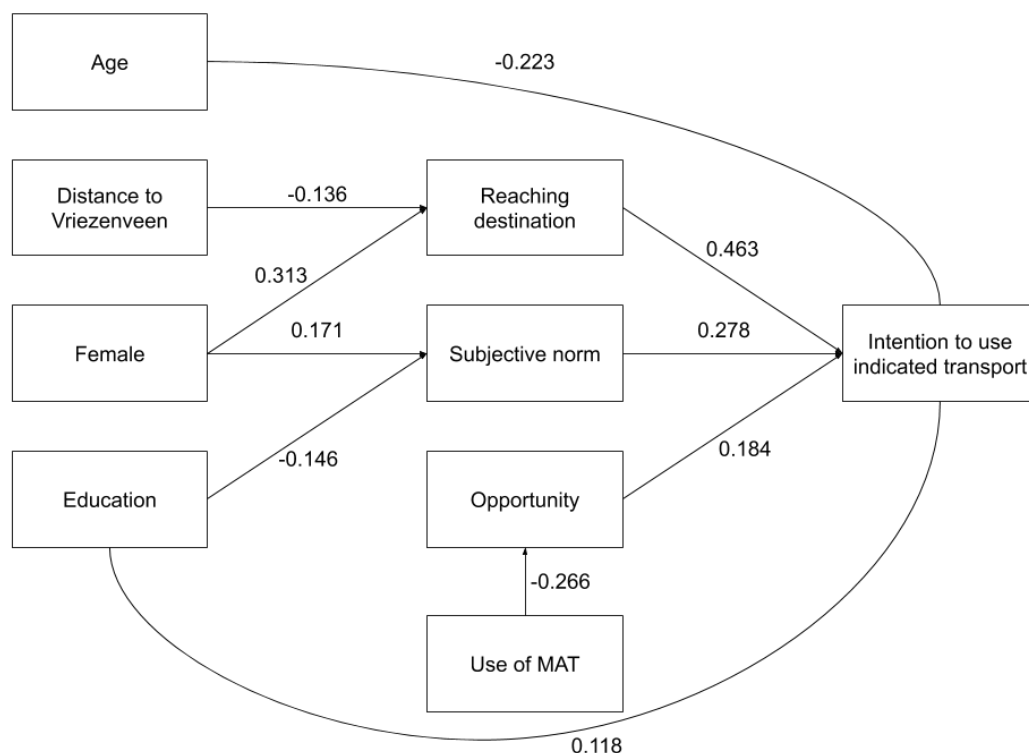 Age
-0.223
Distance to
Vriezenveen
-0.136
Reaching
destination
0.313
0.463
Female
0.171
Subjective norm
0.278
Intention to use
indicated transport
-0.146
0.184
Education
Opportunity
-0.266
Use of MAT
0.118